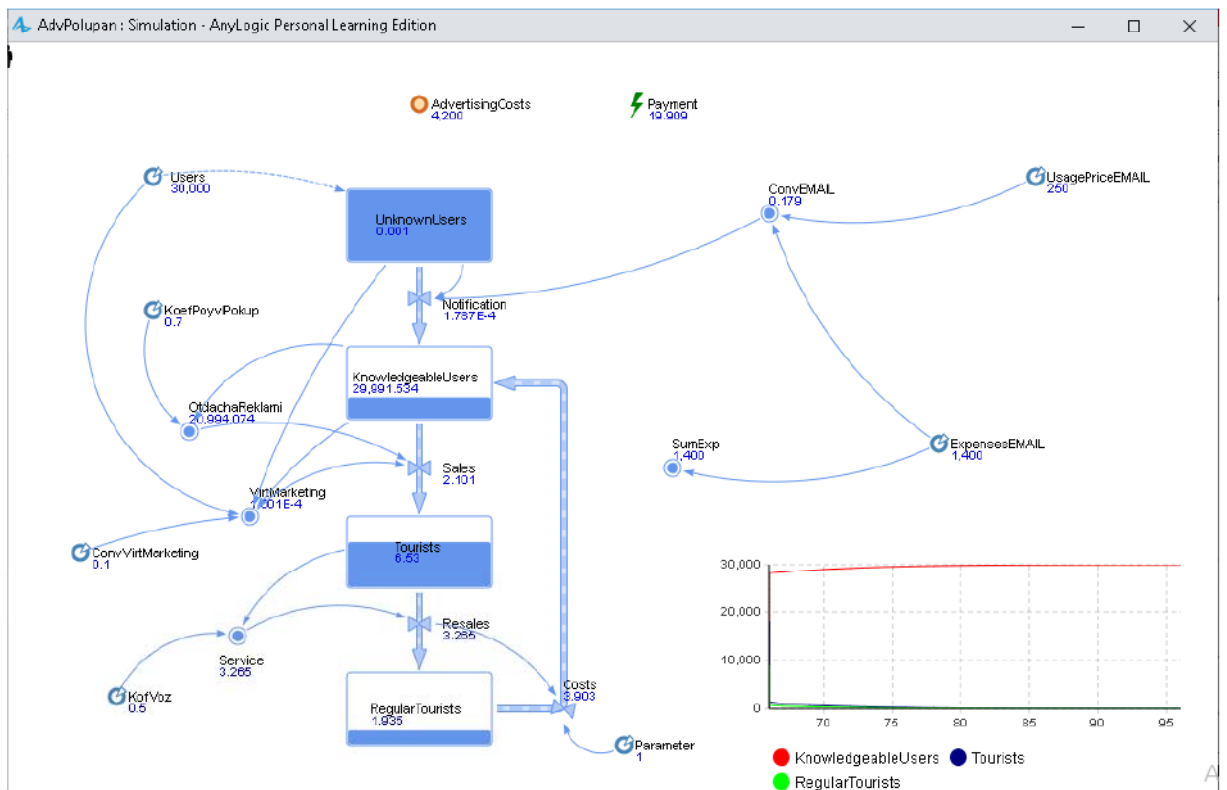 AdvPolupan : Simulation - AnyLogic Personal Learning Edition
AdvertisingCosts
4,200
Payment
19.909
Users
30,000
UnknownUsers
0.001
ConvEMAIL
0.179
UsagePriceEMAIL
250
KoefPoyvlPokup
0.7
Notification
1.787E-4
KnowledgeableUsers
29,991.534
OtdachaReklami
20,994.074
Sales
2.101
SumExp
1,400
ExpensesEMAIL
1,400
VirtMarketing
ConvVirtMarketing
0.1
Tourists
6.53
Resales
3.265
Service
3.265
KofVoz
0.5
RegularTourists
1.935
Costs
3.903
Parameter
1
30,000
20,000
10,000
0
70
75
80
85
90
95
KnowledgeableUsers
Tourists
RegularTourists